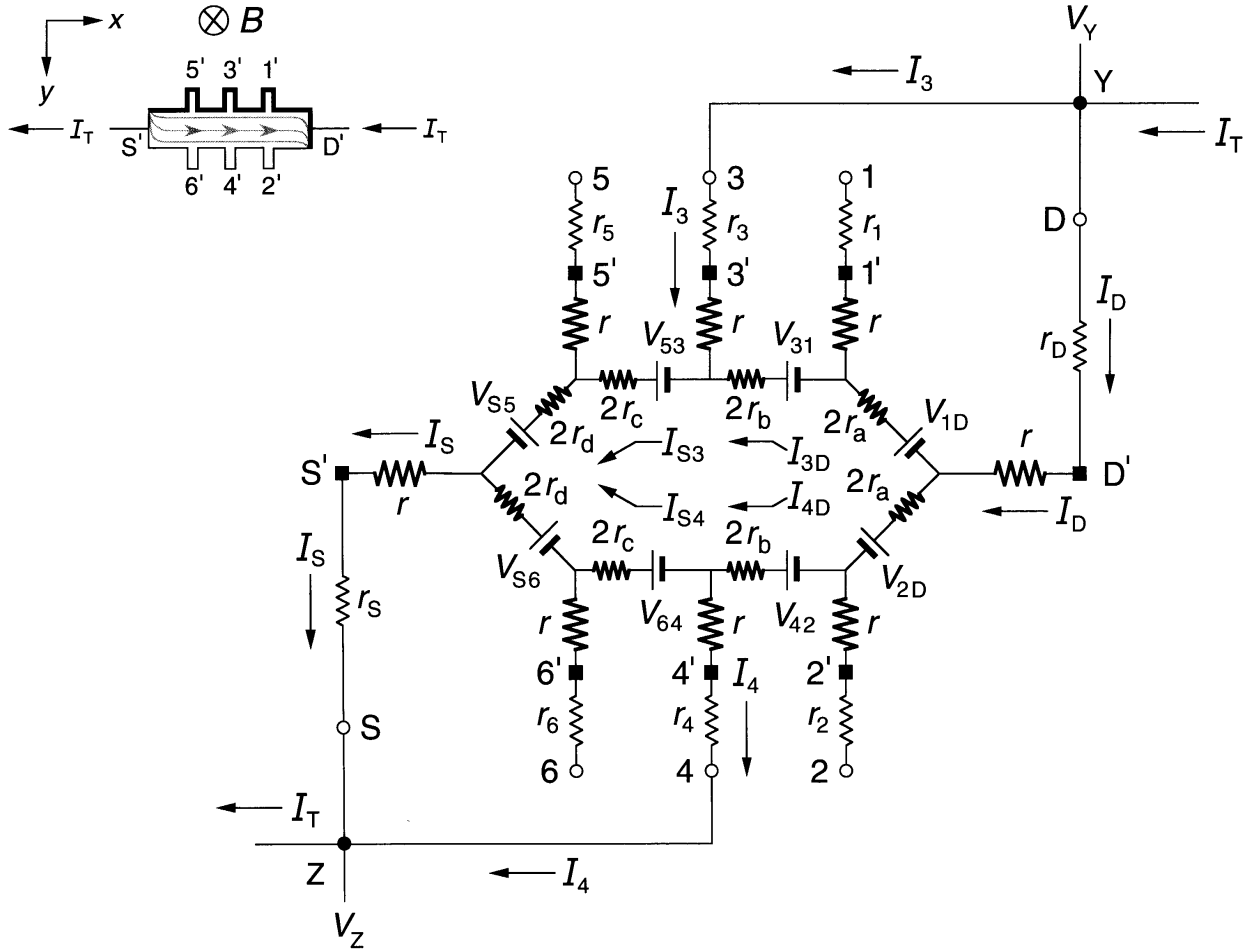 x
B
y
5' 3' 1'
I_T S' D' I_T
6' 4' 2'
V_Y
Y
I_3
I_T
5 3 1
I_3
r_5 r_3 r_1
D
5' 3' 1'
I_D
r r r
r_D
V_53 V_31
V_S5 2r_c 2r_b 2r_a V_1D
2r_d
I_S I_S3 I_3D r
S' D'
r 2r_d I_S4 I_4D 2r_a I_D
I_S V_S6 2r_c 2r_b V_2D
r_S
r V_64 r V_42 r
6' 4' 2'
I_4
r_6 r_4 r_2
S
6 4 2
I_T
Z I_4
V_Z